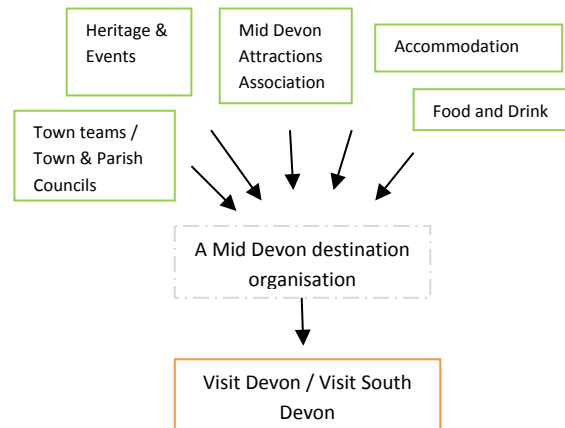 Heritage &
Events
Mid Devon
Attractions
Association
Accommodation
Food and Drink
Town teams /
Town & Parish
Councils
A Mid Devon destination
organisation
Visit Devon / Visit South
Devon